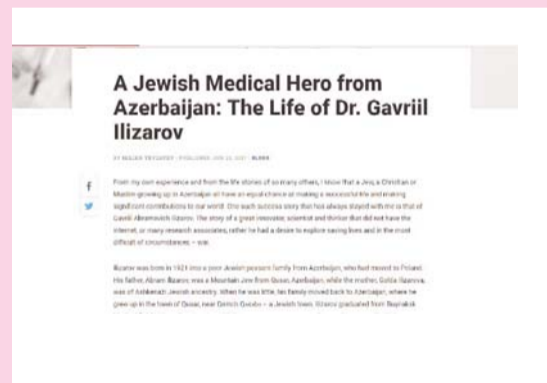 A Jewish Medical Hero from
Azerbaijan: The Life of Dr. Gavriil
Ilizarov
From my own experience and from the life stories of so many others, I know that a Jew, a Christian or
Muslim growing up in Azerbaijan all have an equal chance at making a successful life and making
significant contributions to our world. One such success story that has always stayed with me is that of
Gavriil Abramovich Ilizarov. The story of a great innovator, scientist and thinker that did not have the
internet, or many research associates, rather he had a desire to explore saving lives and in the most
difficult of circumstances – war.
Ilizarov was born in 1921 into a poor Jewish peasant family from Azerbaijan, who had moved to Poland.
His father, Abram Ilizarov, was a Mountain Jew from Qusar, Azerbaijan, while the mother, Golda Ilizarova,
was of Ashkenazi Jewish ancestry. When he was little, his family moved back to Azerbaijan, where he
grew up in the town of Qusar, near – a Jewish town. Ilizarov graduated from Buynaksk